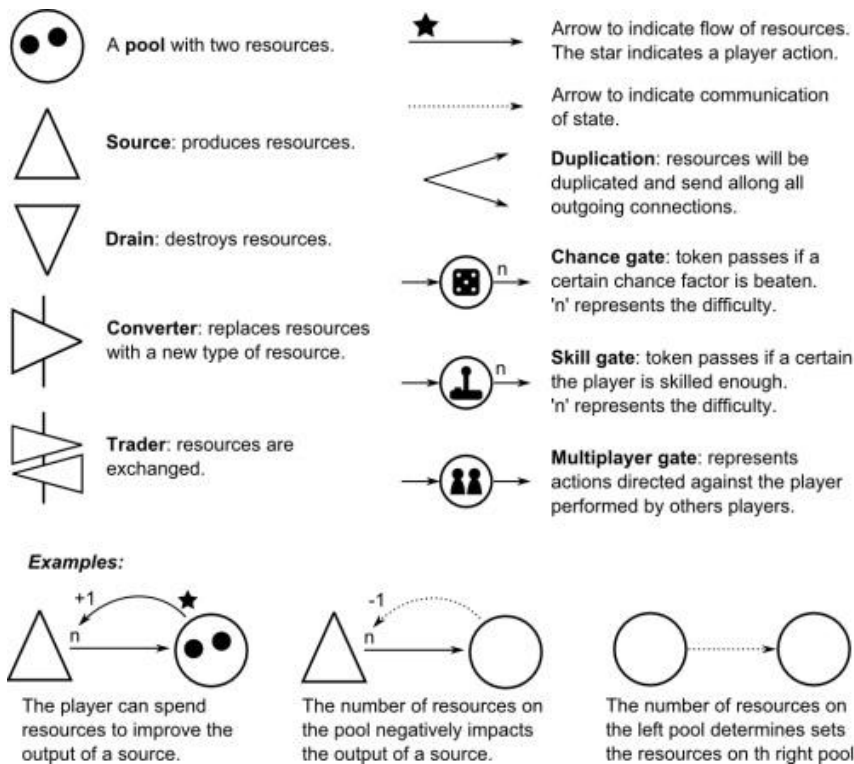 A pool with two resources.
Source: produces resources.
Drain: destroys resources.
Converter: replaces resources
with a new type of resource.
Trader: resources are
exchanged.
Arrow to indicate flow of resources.
The star indicates a player action.
Arrow to indicate communication
of state.
Duplication: resources will be
duplicated and send allong all
outgoing connections.
n
Chance gate: token passes if a
certain chance factor is beaten.
'n' represents the difficulty.
n
Skill gate: token passes if a certain
the player is skilled enough.
'n' represents the difficulty.
Multiplayer gate: represents
actions directed against the player
performed by others players.
Examples:
+1
n
The player can spend
resources to improve the
output of a source.
-1
n
The number of resources on
the pool negatively impacts
the output of a source.
The number of resources on
the left pool determines sets
the resources on th right pool